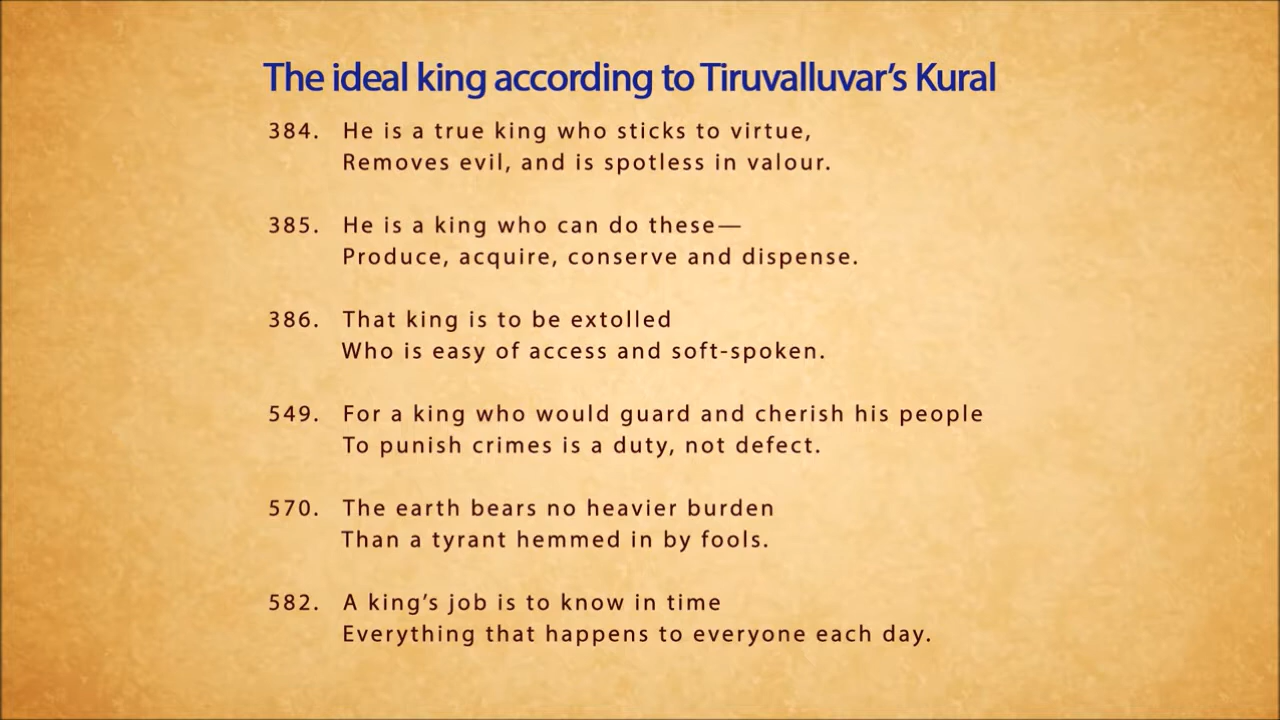 The ideal king according to Tiruvalluvar's Kural
384. He is a true king who sticks to virtue,
Removes evil, and is spotless in valour.
385. He is a king who can do these—
Produce, acquire, conserve and dispense.
386. That king is to be extolled
Who is easy of access and soft-spoken.
549. For a king who would guard and cherish his people
To punish crimes is a duty, not defect.
570. The earth bears no heavier burden
Than a tyrant hemmed in by fools.
582. A king's job is to know in time
Everything that happens to everyone each day.